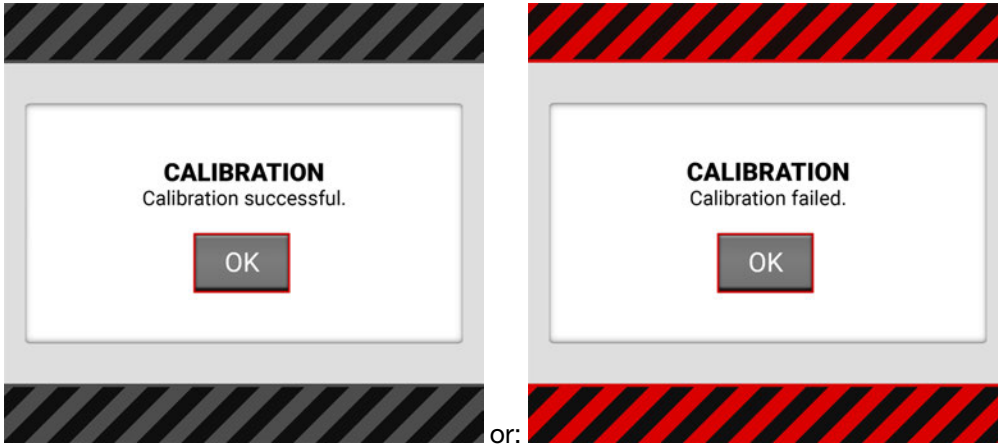 CALIBRATION
Calibration successful.
OK
or:
CALIBRATION
Calibration failed.
OK